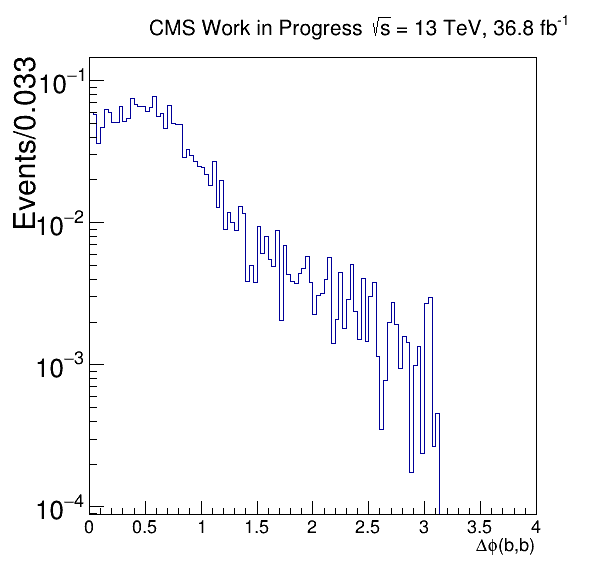 CMS Work in Progress √s = 13 TeV, 36.8 fb⁻¹
Events/0.033
10⁻¹
10⁻²
10⁻³
10⁻⁴
0 0.5 1 1.5 2 2.5 3 3.5 4
Δϕ(b,b)